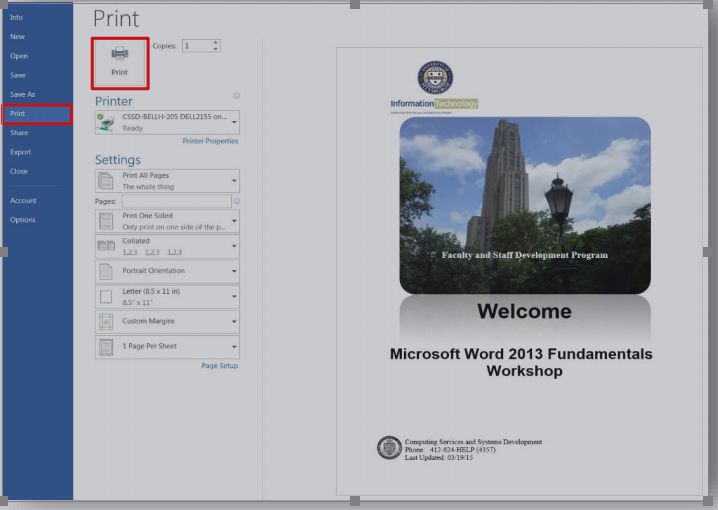 Info
New
Open
Save
Save As
Print
Share
Export
Close
Account
Options
Print
Print
Copies: 1
Printer
CSSD-BELLH-205 DELL2155 on...
Ready
Printer Properties
Settings
Print All Pages
The whole thing
Pages:
Print One Sided
Only print on one side of the p...
Collated
1,2,3 1,2,3 1,2,3
Portrait Orientation
Letter (8.5 x 11 in)
8.5" x 11"
Custom Margins
1 Page Per Sheet
Page Setup
Information Technology
Faculty and Staff Development Program
Welcome
Microsoft Word 2013 Fundamentals
Workshop
Computing Services and Systems Development
Phone: 412-624-HELP (4357)
Last Updated: 03/19/15